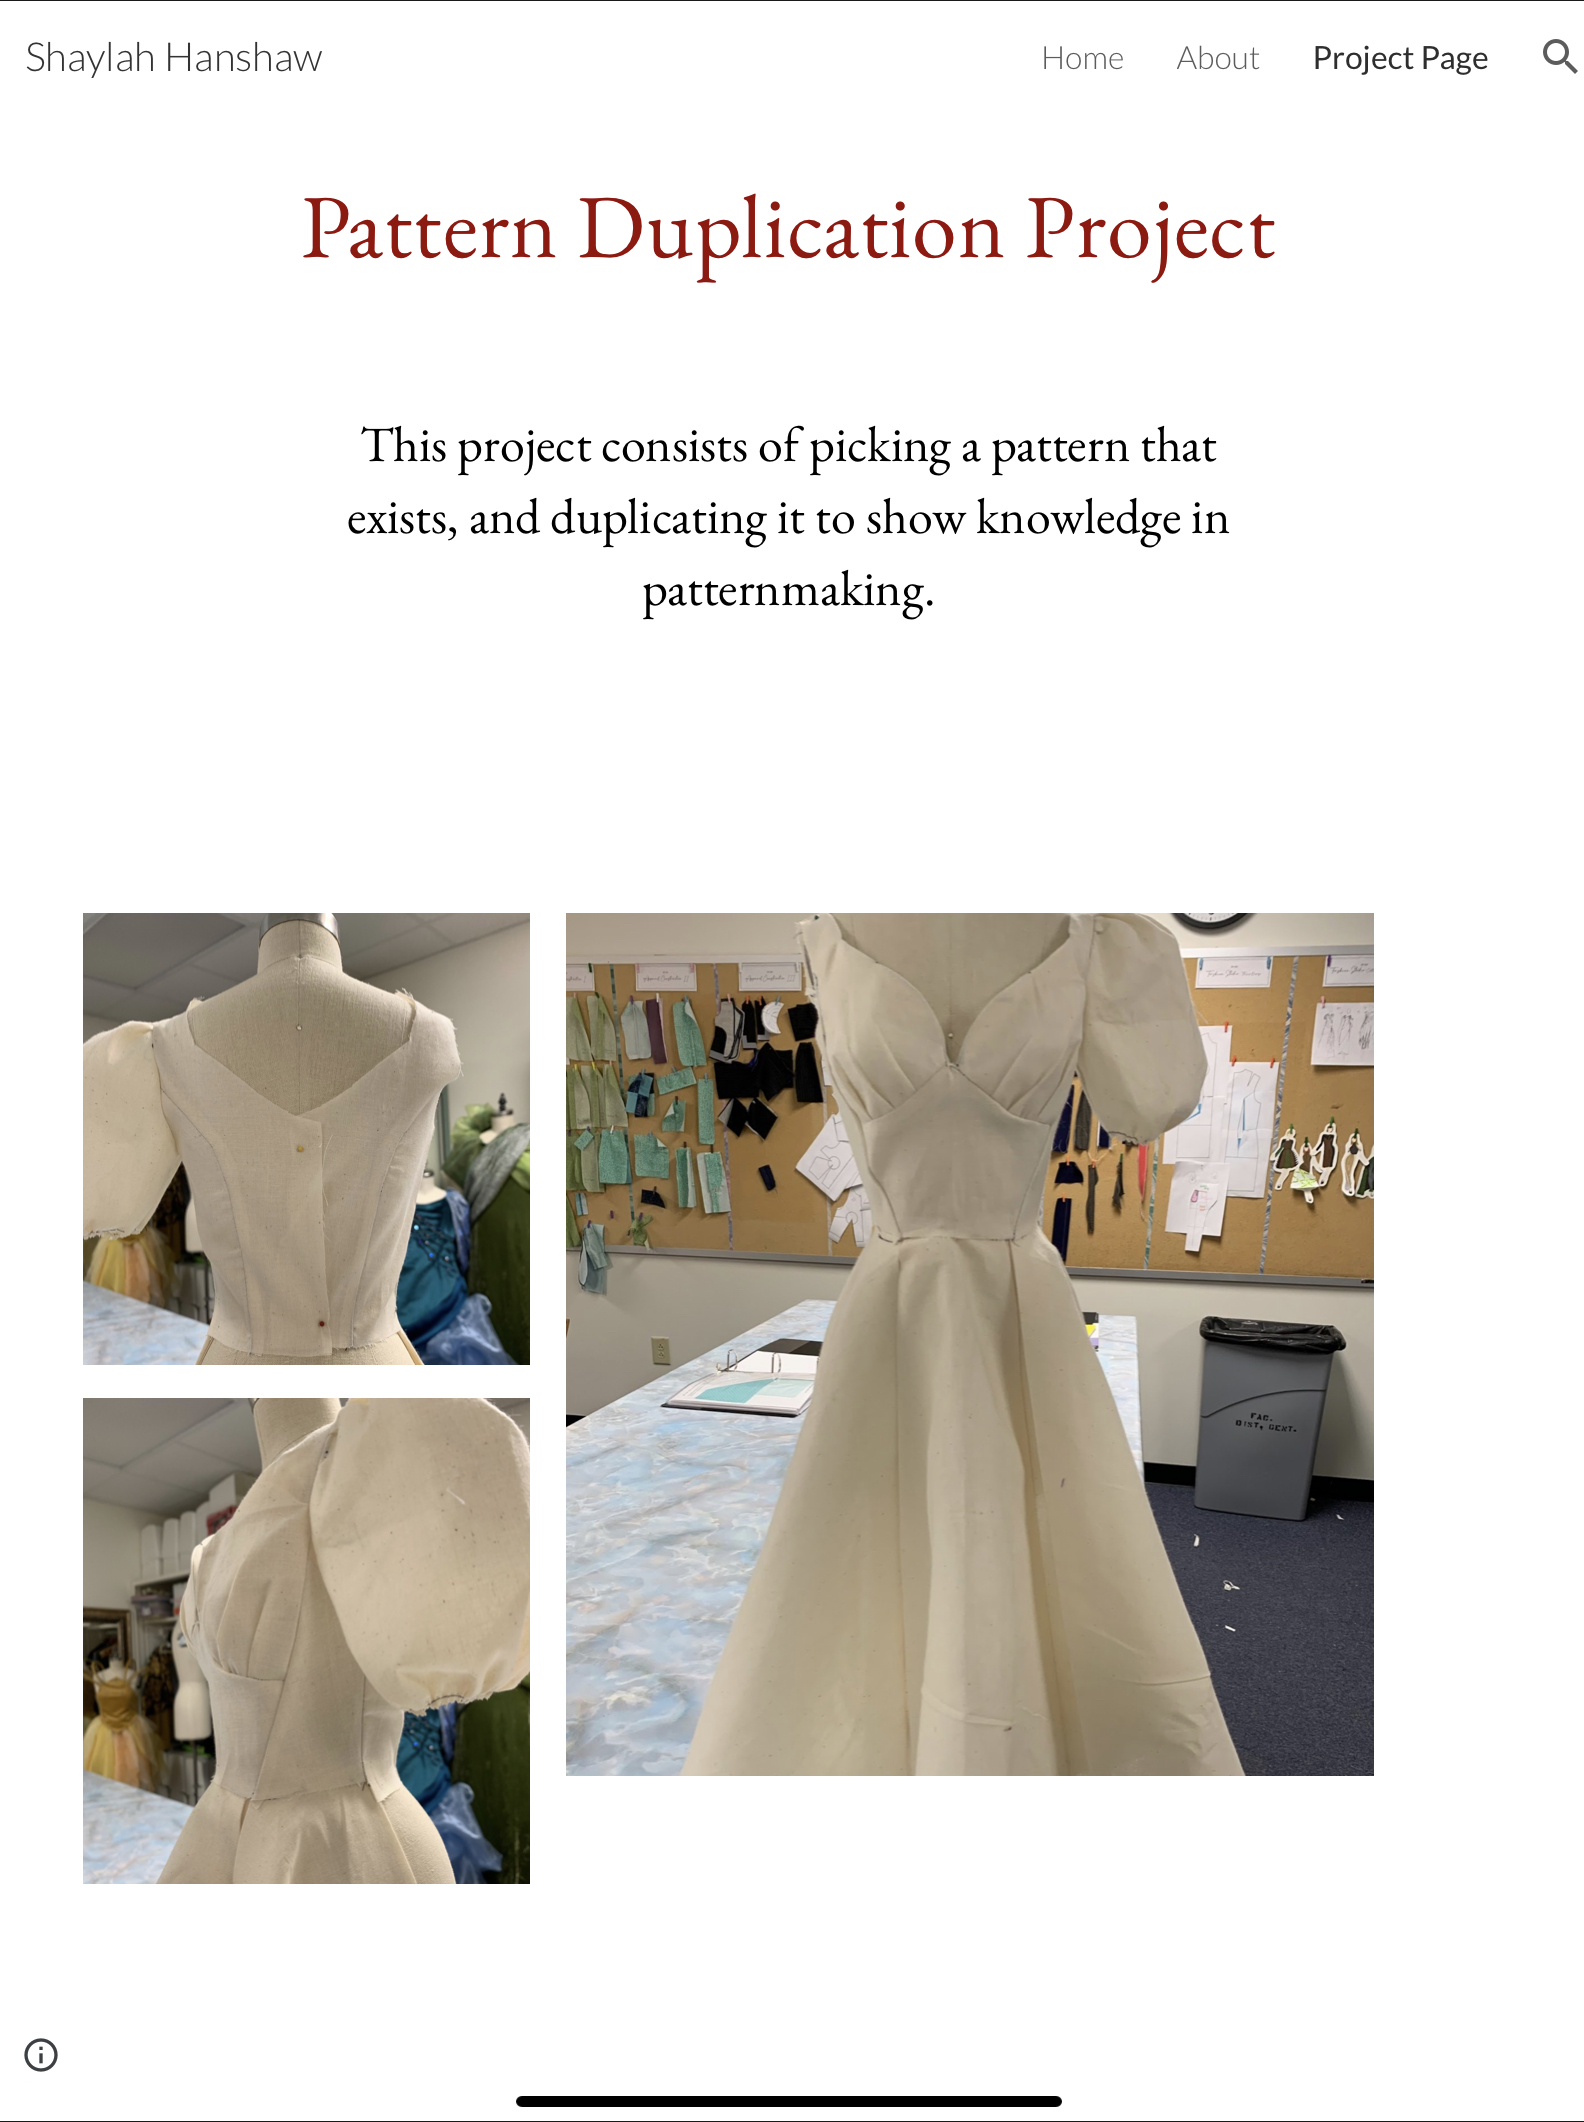 Shaylah Hanshaw
Home About Project Page
Pattern Duplication Project
This project consists of picking a pattern that
exists, and duplicating it to show knowledge in
patternmaking.
FAC.
DIST, CENT.